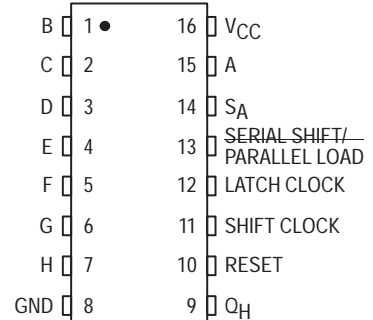 B 1 16 VCC
C 2 15 A
D 3 14 SA
E 4 13 SERIAL SHIFT/
PARALLEL LOAD
F 5 12 LATCH CLOCK
G 6 11 SHIFT CLOCK
H 7 10 RESET
GND 8 9 QH